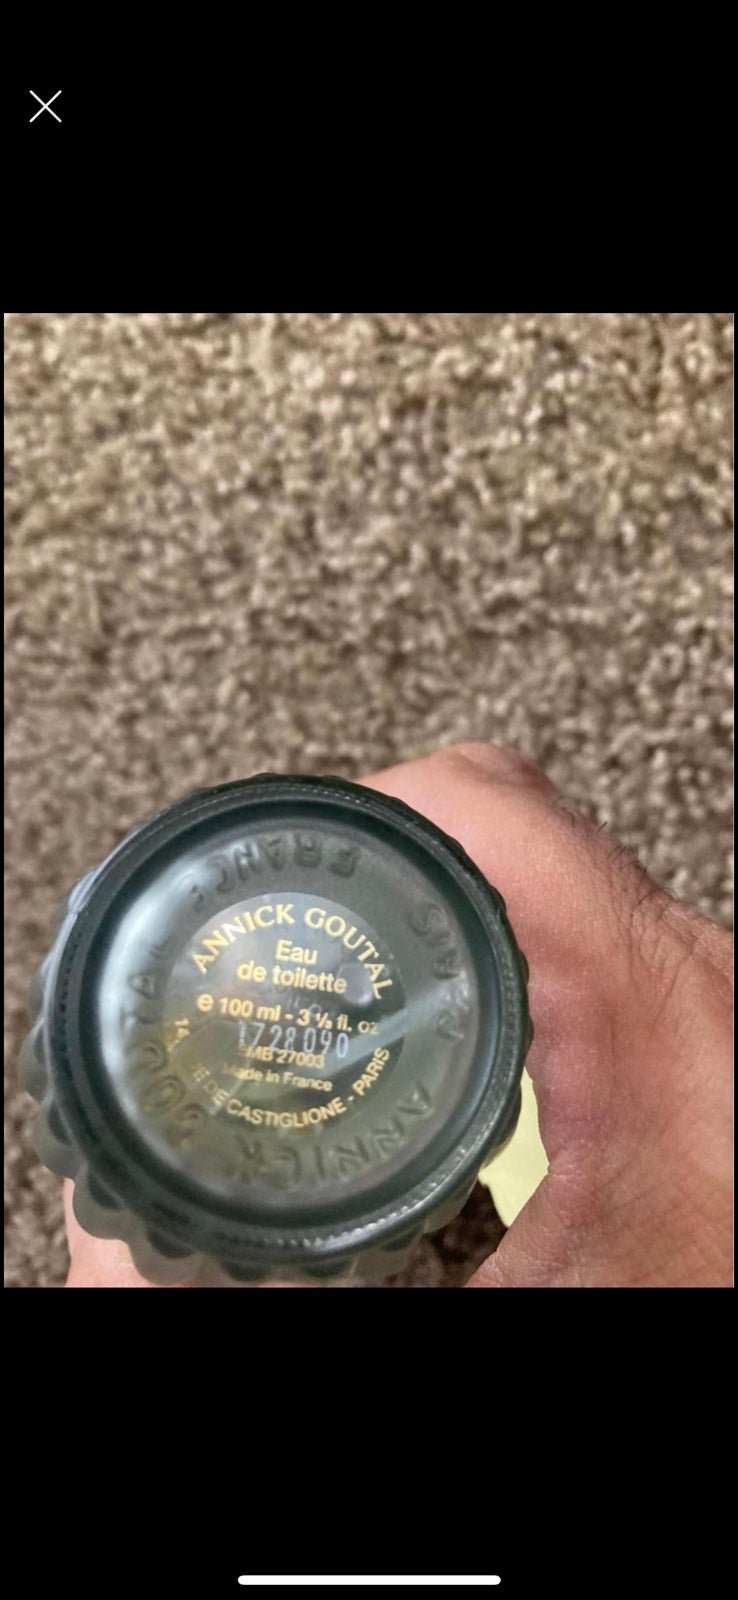 ANNICK GOUTAL
Eau
de toilette
e 100 ml - 3 ⅓ fl. oz
1728090
EMB 27003
Made in France
DE CASTIGLIONE - PARIS
ANNICK GOUTAL PARIS FRANCE